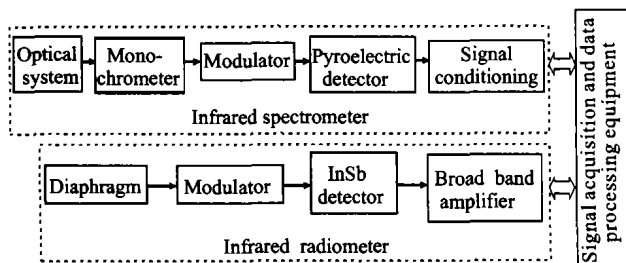 Optical
system
Mono-
chrometer
Modulator
Pyroelectric
detector
Signal
conditioning
Infrared spectrometer
Diaphragm
Modulator
InSb
detector
Broad band
amplifier
Infrared radiometer
Signal acquisition and data
processing equipment